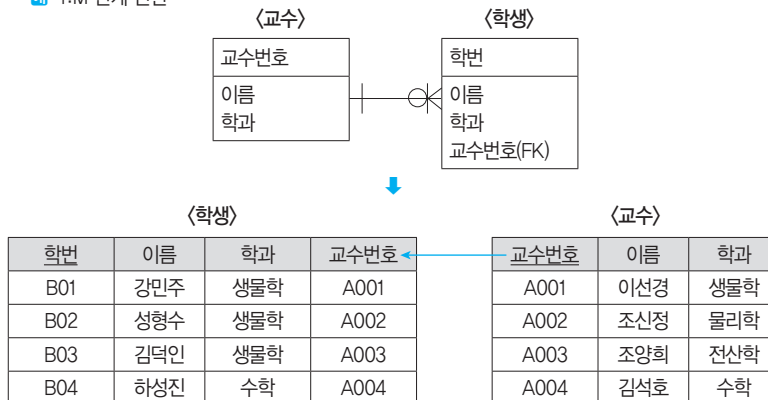 예 1:M 관계 변환
〈교수〉 〈학생〉
교수번호 학번
이름 이름
학과 학과
교수번호(FK)
〈학생〉 〈교수〉
학번 이름 학과 교수번호 교수번호 이름 학과
B01 강민주 생물학 A001 A001 이선경 생물학
B02 성형수 생물학 A002 A002 조신정 물리학
B03 김덕인 생물학 A003 A003 조양희 전산학
B04 하성진 수학 A004 A004 김석호 수학